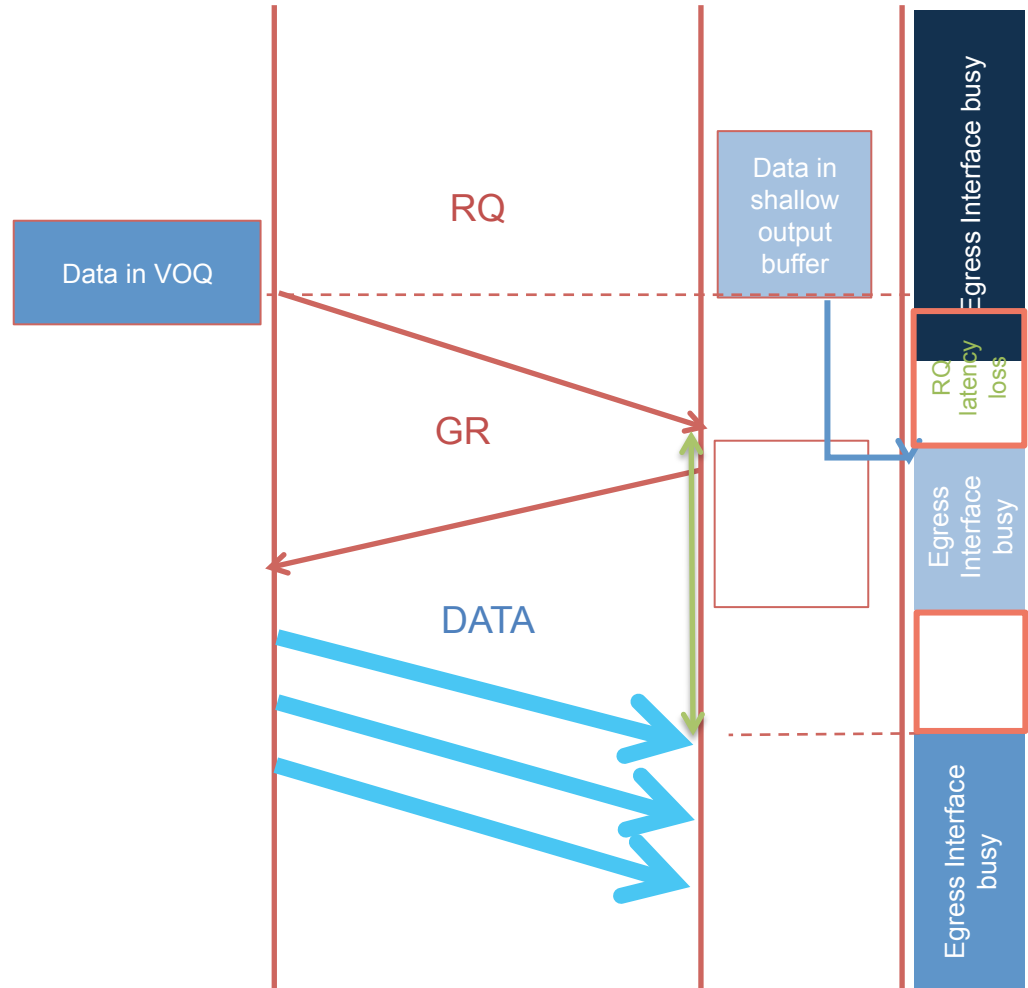 Egress Interface busy
Data in
shallow
output
buffer
RQ
Data in VOQ
RQ
latency
loss
GR
Egress
Interface
busy
DATA
Egress Interface
busy